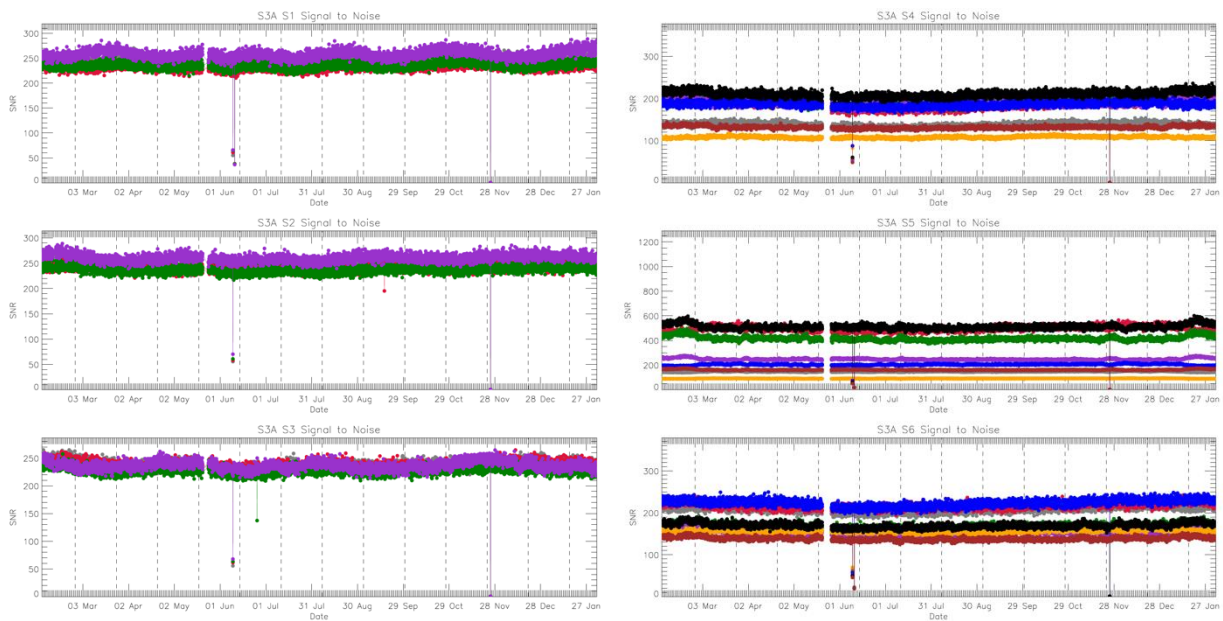 S3A S1 Signal to Noise
300
250
200
150
100
50
0
SNR
03 Mar 02 Apr 02 May 01 Jun 01 Jul 30 Aug 29 Sep 29 Oct 28 Nov 28 Dec 27 Jan
Date
S3A S2 Signal to Noise
300
250
200
150
100
50
0
SNR
03 Mar 02 Apr 02 May 01 Jun 01 Jul 30 Aug 29 Sep 29 Oct 28 Nov 28 Dec 27 Jan
Date
S3A S3 Signal to Noise
250
200
150
100
50
0
SNR
03 Mar 02 Apr 02 May 01 Jun 01 Jul 30 Aug 29 Sep 29 Oct 28 Nov 28 Dec 27 Jan
Date
S3A S4 Signal to Noise
300
200
100
0
SNR
03 Mar 02 Apr 02 May 01 Jun 01 Jul 30 Aug 29 Sep 29 Oct 28 Nov 28 Dec 27 Jan
Date
S3A S5 Signal to Noise
1200
1000
800
600
400
200
0
SNR
03 Mar 02 Apr 02 May 01 Jun 01 Jul 30 Aug 29 Sep 29 Oct 28 Nov 28 Dec 27 Jan
Date
S3A S6 Signal to Noise
300
200
100
0
SNR
03 Mar 02 Apr 02 May 01 Jun 01 Jul 30 Aug 29 Sep 29 Oct 28 Nov 28 Dec 27 Jan
Date